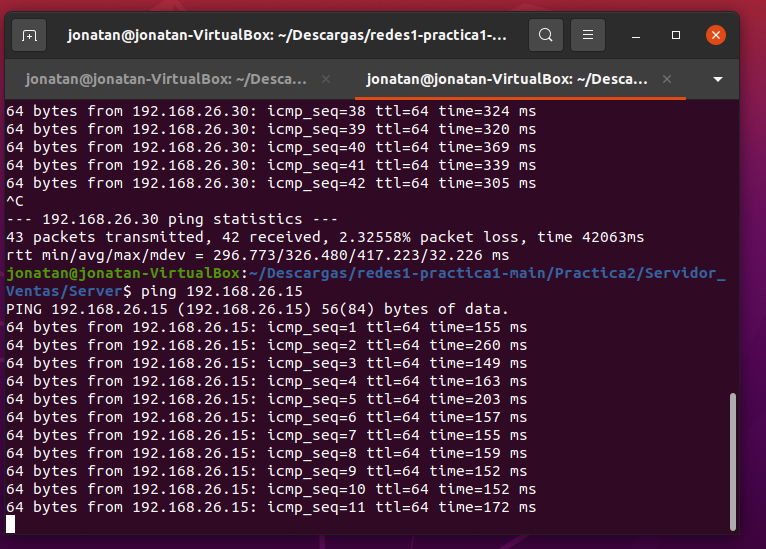 jonatan@jonatan-VirtualBox: ~/Descargas/redes1-practica1-...
jonatan@jonatan-VirtualBox: ~/Desca...
jonatan@jonatan-VirtualBox: ~/Desca...
64 bytes from 192.168.26.30: icmp_seq=38 ttl=64 time=324 ms
64 bytes from 192.168.26.30: icmp_seq=39 ttl=64 time=320 ms
64 bytes from 192.168.26.30: icmp_seq=40 ttl=64 time=369 ms
64 bytes from 192.168.26.30: icmp_seq=41 ttl=64 time=339 ms
64 bytes from 192.168.26.30: icmp_seq=42 ttl=64 time=305 ms
^C
--- 192.168.26.30 ping statistics ---
43 packets transmitted, 42 received, 2.32558% packet loss, time 42063ms
rtt min/avg/max/mdev = 296.773/326.480/417.223/32.226 ms
jonatan@jonatan-VirtualBox:~/Descargas/redes1-practica1-main/Practica2/Servidor_
Ventas/Server$ ping 192.168.26.15
PING 192.168.26.15 (192.168.26.15) 56(84) bytes of data.
64 bytes from 192.168.26.15: icmp_seq=1 ttl=64 time=155 ms
64 bytes from 192.168.26.15: icmp_seq=2 ttl=64 time=260 ms
64 bytes from 192.168.26.15: icmp_seq=3 ttl=64 time=149 ms
64 bytes from 192.168.26.15: icmp_seq=4 ttl=64 time=163 ms
64 bytes from 192.168.26.15: icmp_seq=5 ttl=64 time=203 ms
64 bytes from 192.168.26.15: icmp_seq=6 ttl=64 time=157 ms
64 bytes from 192.168.26.15: icmp_seq=7 ttl=64 time=155 ms
64 bytes from 192.168.26.15: icmp_seq=8 ttl=64 time=159 ms
64 bytes from 192.168.26.15: icmp_seq=9 ttl=64 time=152 ms
64 bytes from 192.168.26.15: icmp_seq=10 ttl=64 time=152 ms
64 bytes from 192.168.26.15: icmp_seq=11 ttl=64 time=172 ms